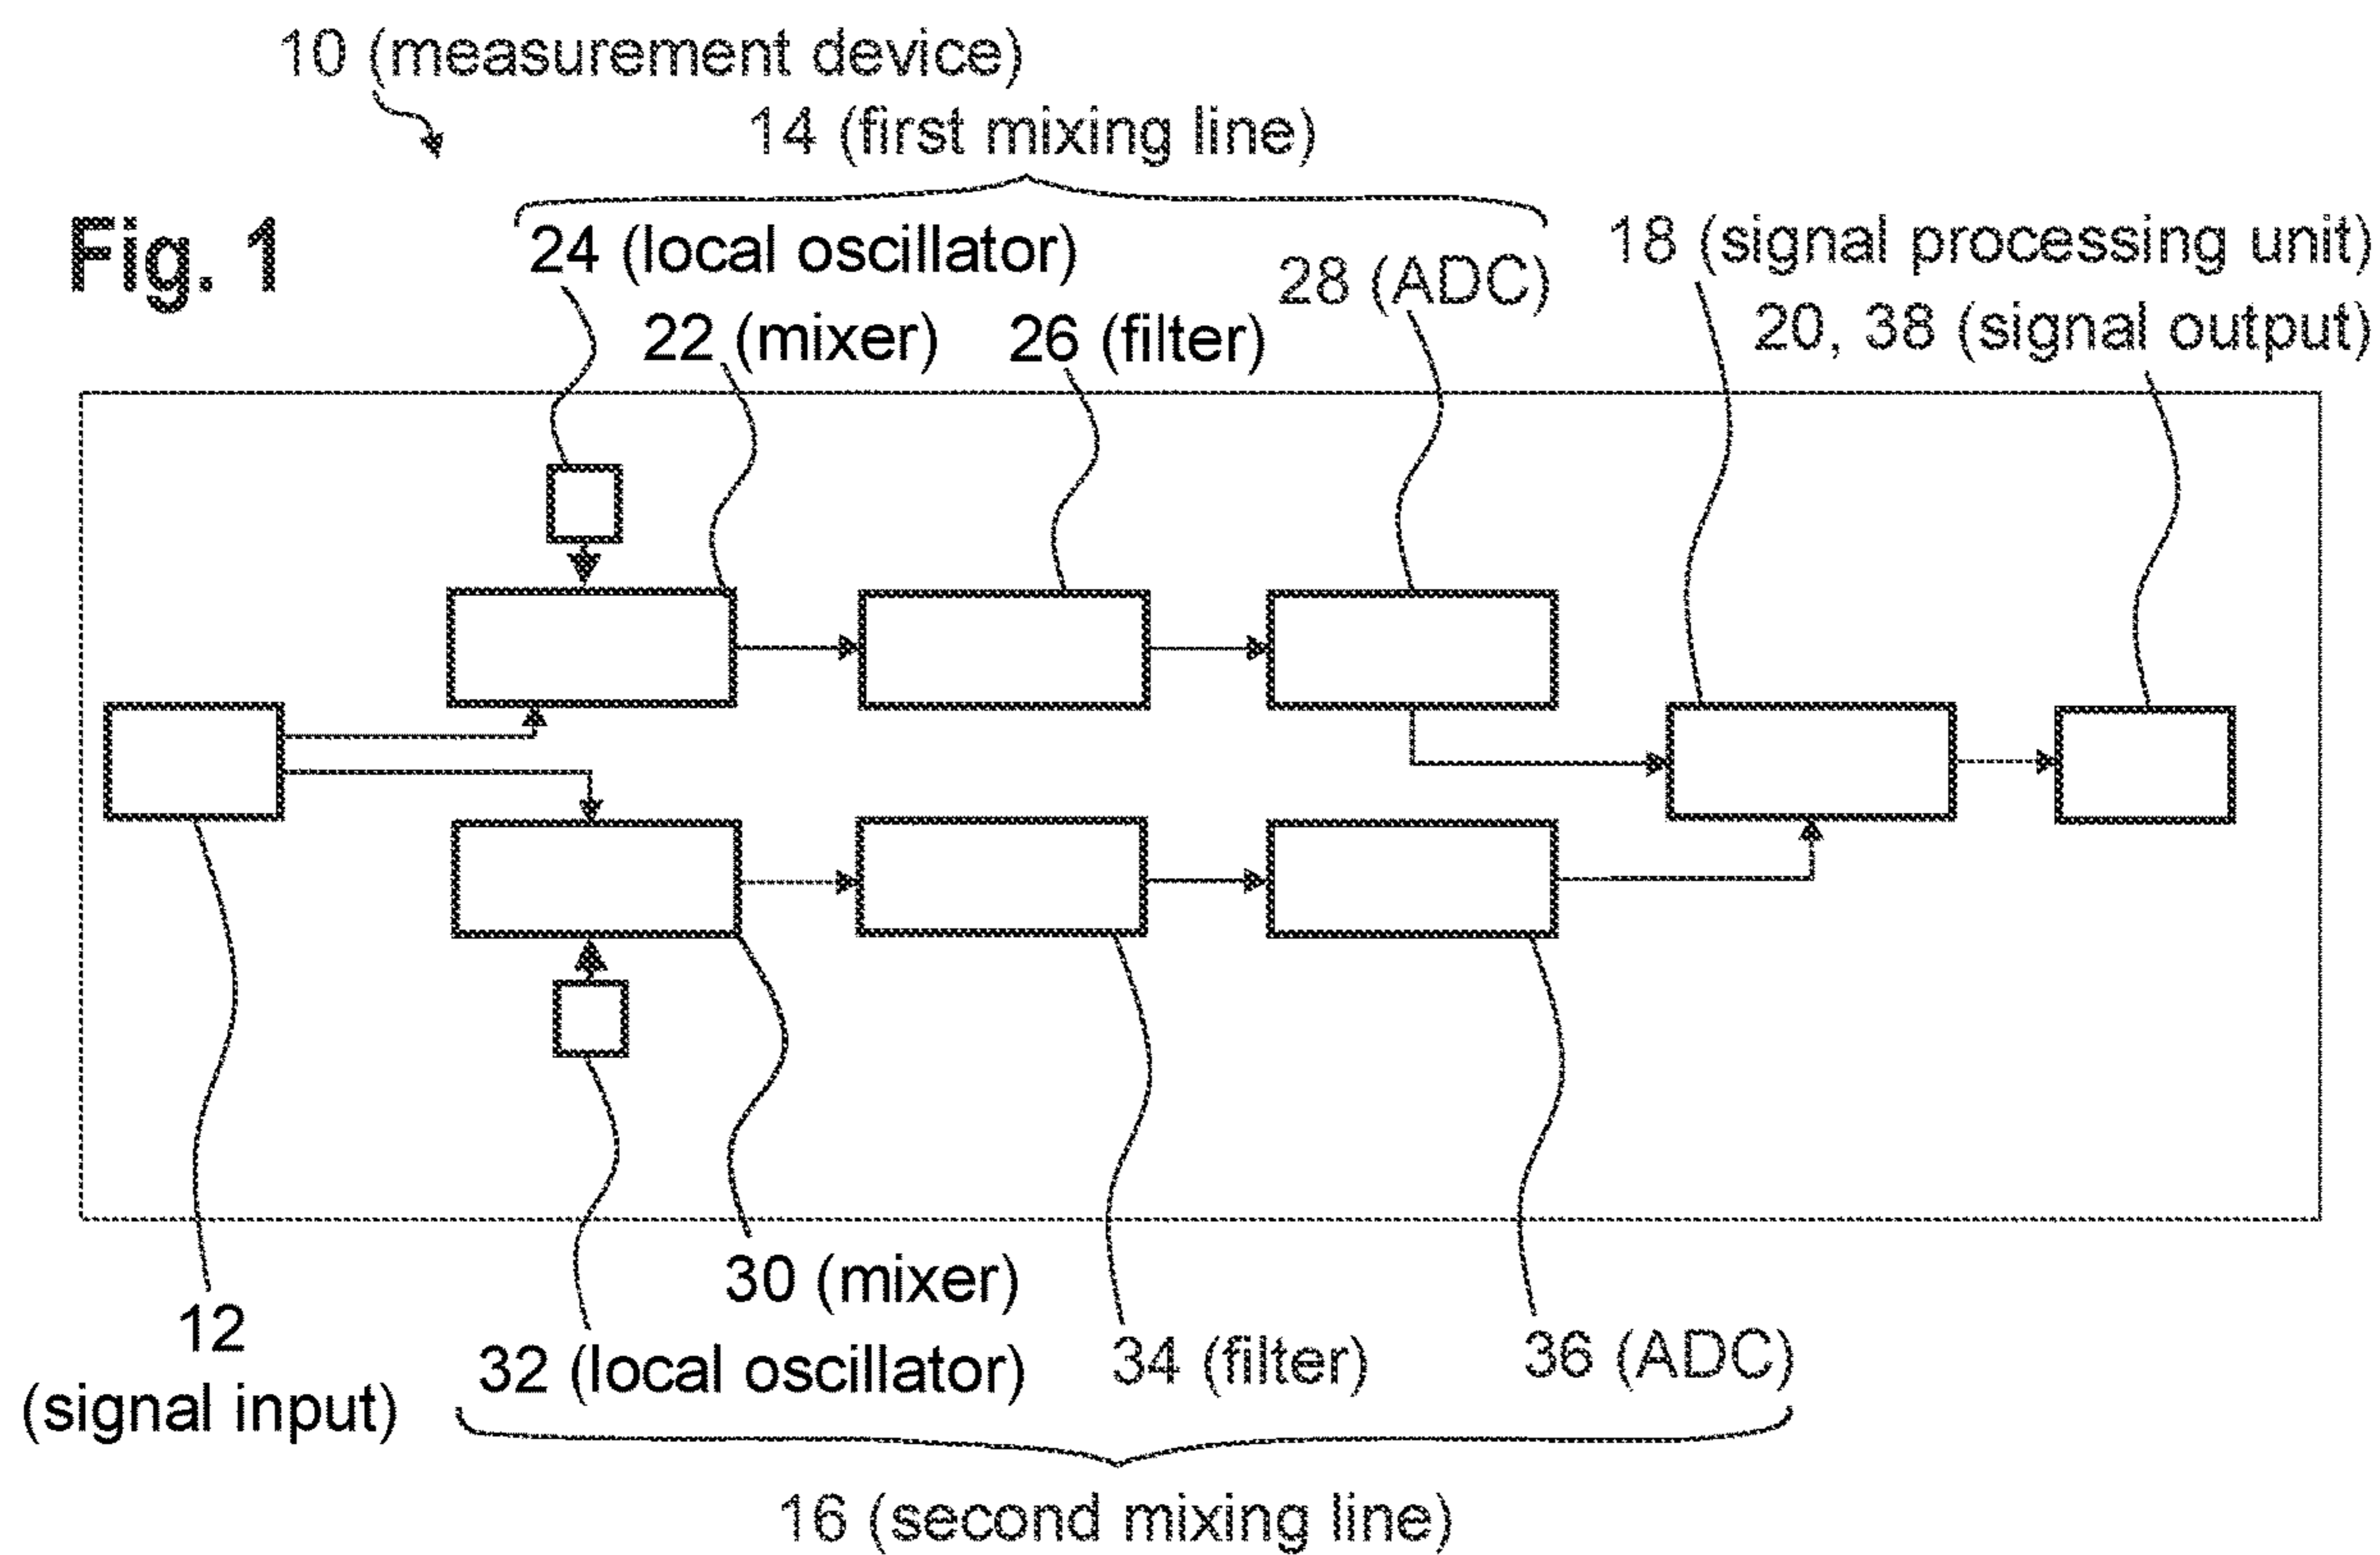 10 (measurement device)
14 (first mixing line)
Fig. 1
24 (local oscillator)
18 (signal processing unit)
28 (ADC)
22 (mixer)
26 (filter)
20, 38 (signal output)
30 (mixer)
12
(signal input)
32 (local oscillator)
34 (filter)
36 (ADC)
16 (second mixing line)